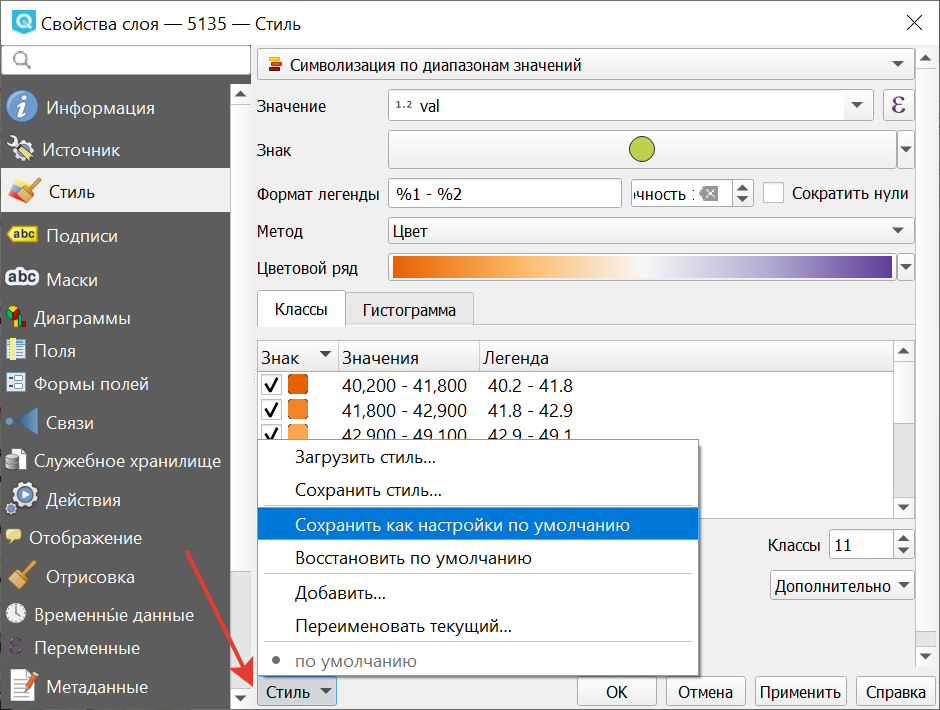 Свойства слоя — 5135 — Стиль
Информация
Источник
Стиль
abc Подписи
abc Маски
Диаграммы
Поля
Формы полей
Связи
Служебное хранилище
Действия
Отображение
Отрисовка
Временны́е данные
Переменные
Метаданные
Символизация по диапазонам значений
Значение 1.2 val ε
Знак
Формат легенды %1 - %2 Сократить нули
Метод Цвет
Цветовой ряд
Классы Гистограмма
Знак Значения Легенда
40,200 - 41,800 40.2 - 41.8
41,800 - 42,900 41.8 - 42.9
42,900 - 49,100 42.9 - 49.1
Загрузить стиль...
Сохранить стиль...
Сохранить как настройки по умолчанию
Восстановить по умолчанию
Добавить...
Переименовать текущий...
по умолчанию
Классы 11
Дополнительно
Стиль OK Отмена Применить Справка